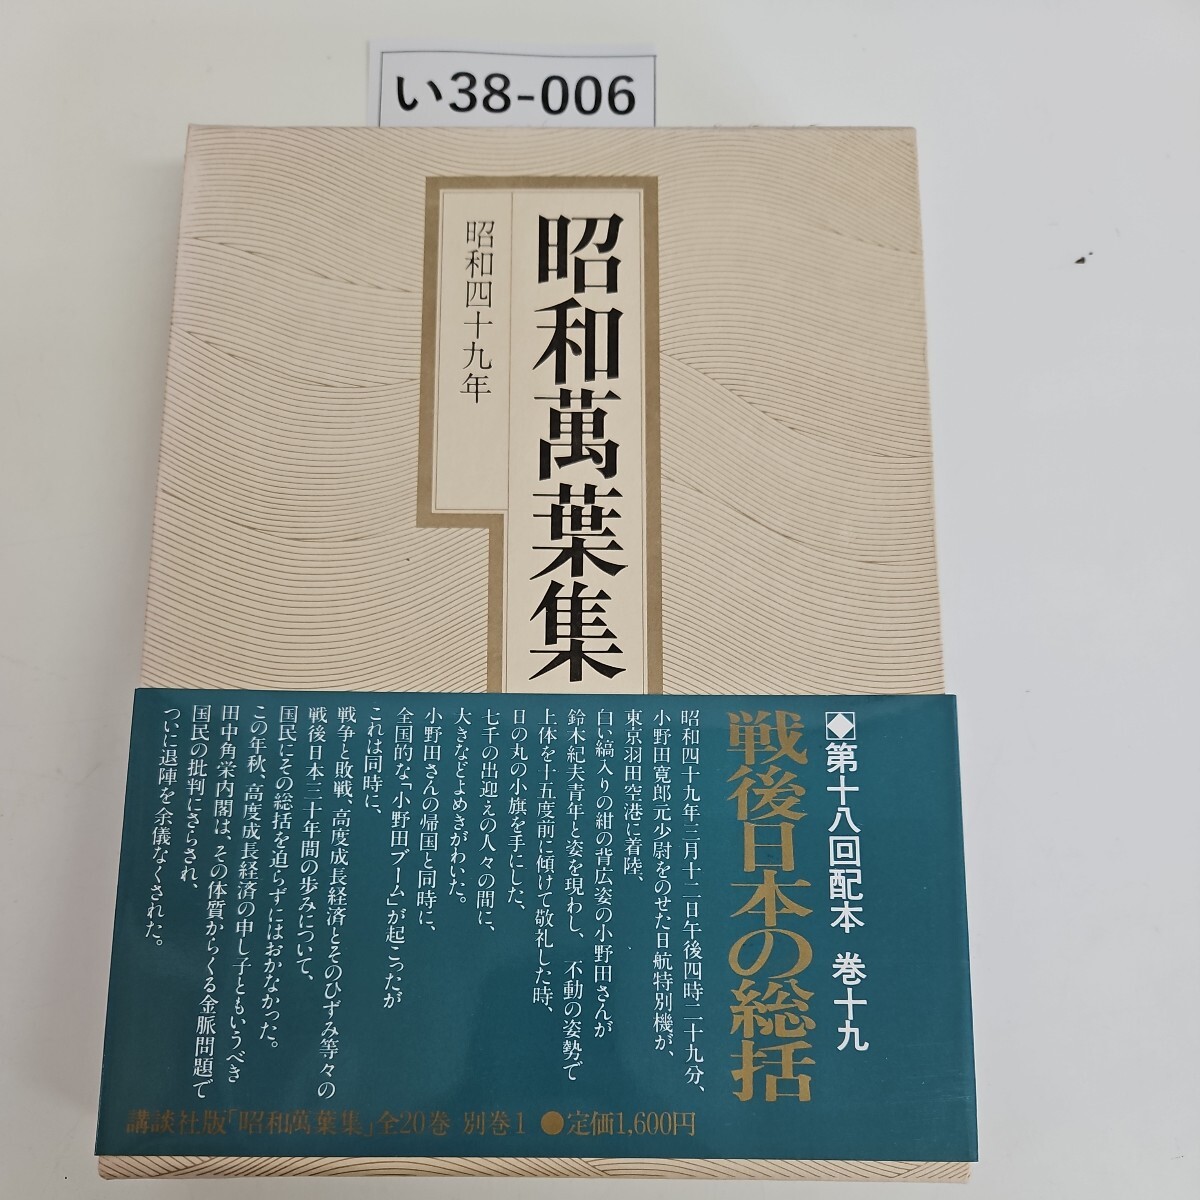 い38-006
昭和萬葉集
昭和四十九年
◆第十八回配本 巻十九
戦後日本の総括
昭和四十九年三月十二日午後四時二十九分、
小野田寛郎元少尉をのせた日航特別機が、
東京羽田空港に着陸、
白い縞入りの紺の背広姿の小野田さんが
鈴木紀夫青年と姿を現わし、不動の姿勢で
上体を十五度前に傾けて敬礼した時、
日の丸の小旗を手にした、
七千の出迎えの人々の間に、
大きなどよめきがわいた。
小野田さんの帰国と同時に、
全国的な「小野田ブーム」が起こったが
これは同時に、
戦争と敗戦、高度成長経済とそのひずみ等々の
戦後日本三十年間の歩みについて、
国民にその総括を迫らずにはおかなかった。
この年秋、高度成長経済の申し子ともいうべき
田中角栄内閣は、その体質からくる金脈問題で
国民の批判にさらされ、
ついに退陣を余儀なくされた。
講談社版「昭和萬葉集」全20巻 別巻1 ●定価1,600円